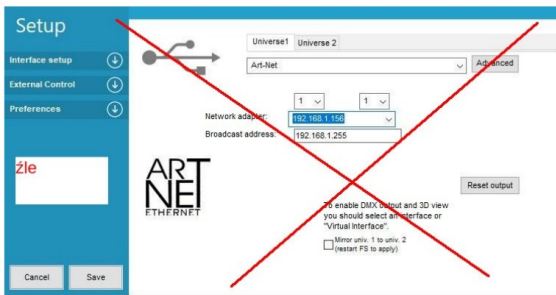 Setup
Interface setup
External Control
Preferences
źle
Cancel
Save
Universe1
Universe 2
Art-Net
Advanced
1
1
Network adapter:
192.168.1.156
Broadcast address:
192.168.1.255
ART
NET
ETHERNET
Reset output
To enable DMX output and 3D view
you should select an interface or
"Virtual Interface".
Mirror univ. 1 to univ. 2
(restart FS to apply)